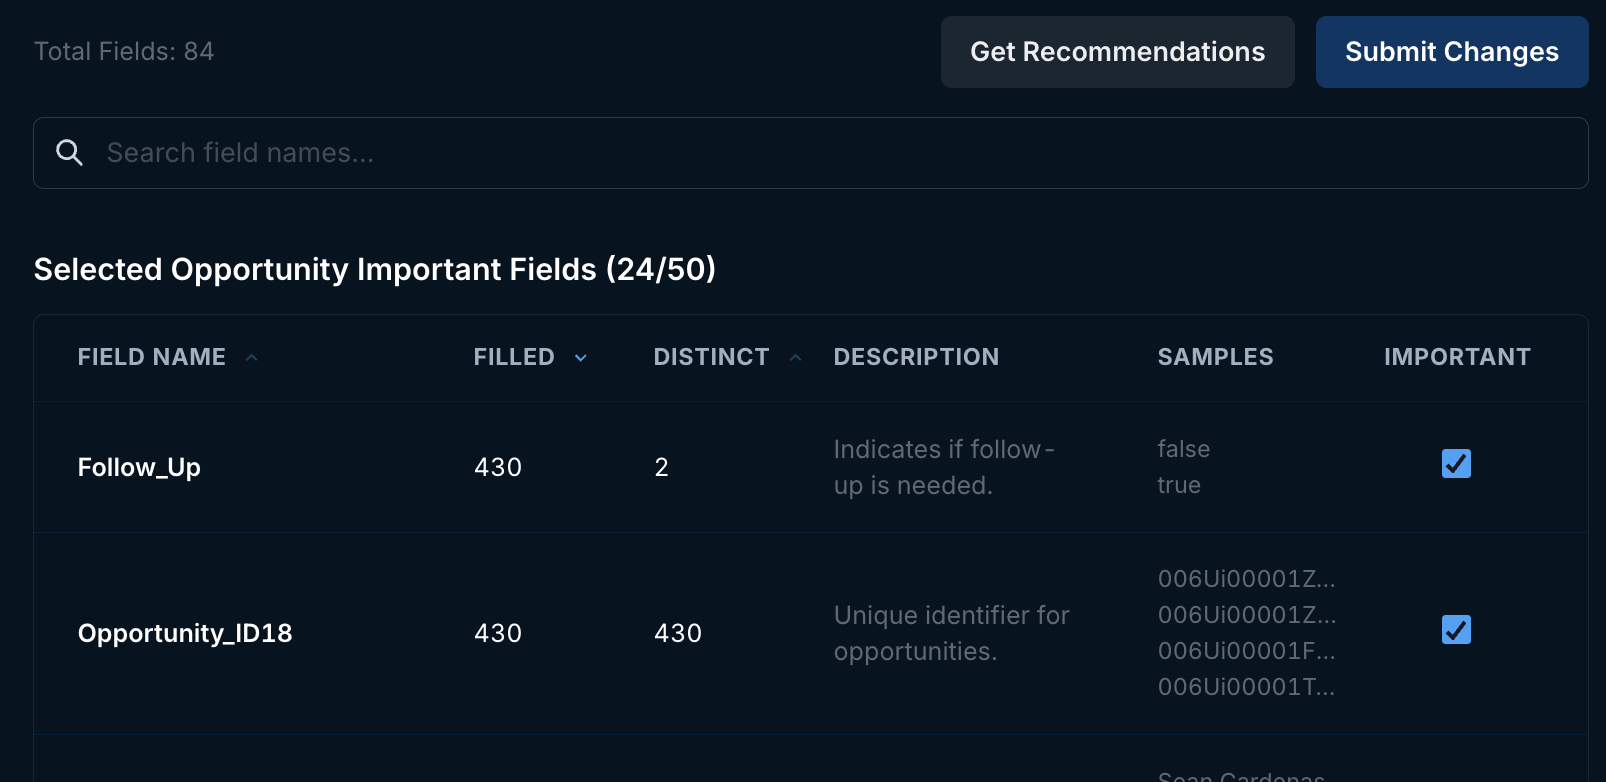 Total Fields: 84
Get Recommendations
Submit Changes
Search field names...
Selected Opportunity Important Fields (24/50)
FIELD NAME FILLED DISTINCT DESCRIPTION SAMPLES IMPORTANT
Follow_Up 430 2
Indicates if follow-
up is needed.
false
true
Opportunity_ID18 430 430
Unique identifier for
opportunities.
006Ui00001Z...
006Ui00001Z...
006Ui00001F...
006Ui00001T...
Sean Cardenas